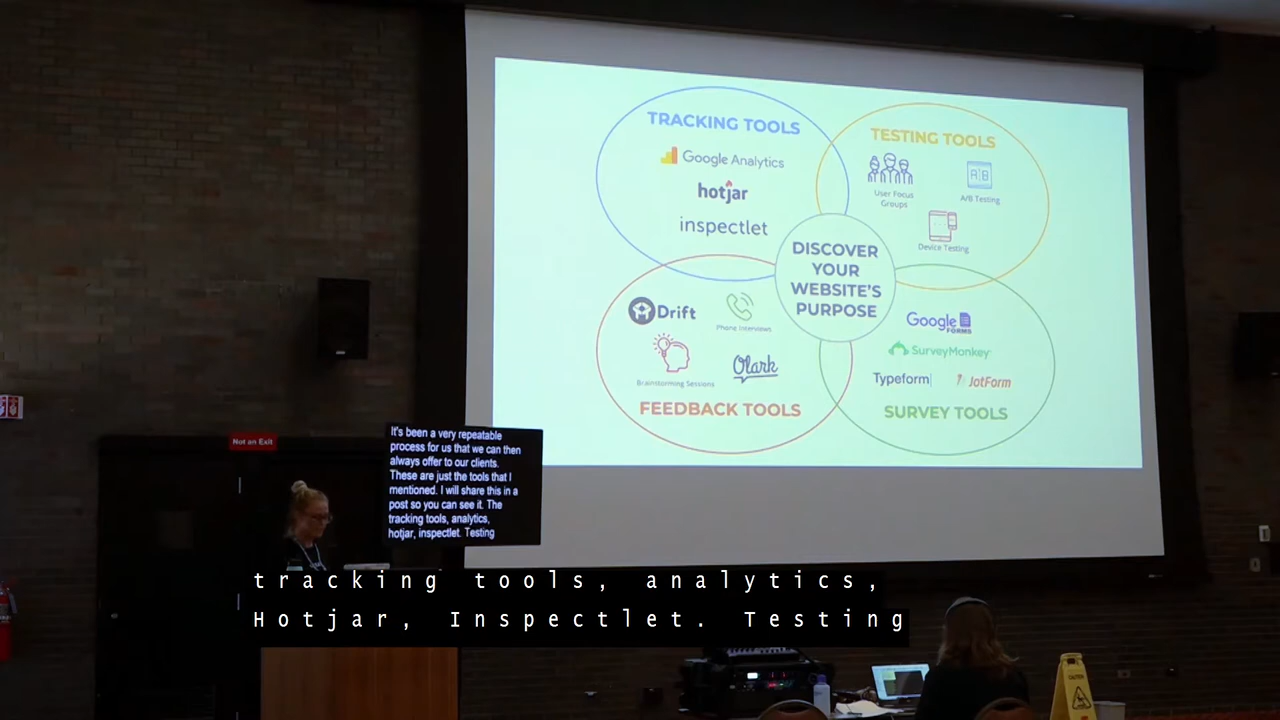 TRACKING TOOLS
Google Analytics
hotjar
inspectlet
TESTING TOOLS
User Focus
Groups
A/B Testing
Device Testing
DISCOVER
YOUR
WEBSITE'S
PURPOSE
Drift
Phone Interviews
Brainstorming Sessions
Olark
FEEDBACK TOOLS
Google
FORMS
SurveyMonkey
Typeform
JotForm
SURVEY TOOLS
Not an Exit
It's been a very repeatable
process for us that we can then
always offer to our clients.
These are just the tools that I
mentioned. I will share this in a
post so you can see it. The
tracking tools, analytics,
hotjar, inspectlet. Testing
tracking tools, analytics,
Hotjar, Inspectlet. Testing
CAUTION